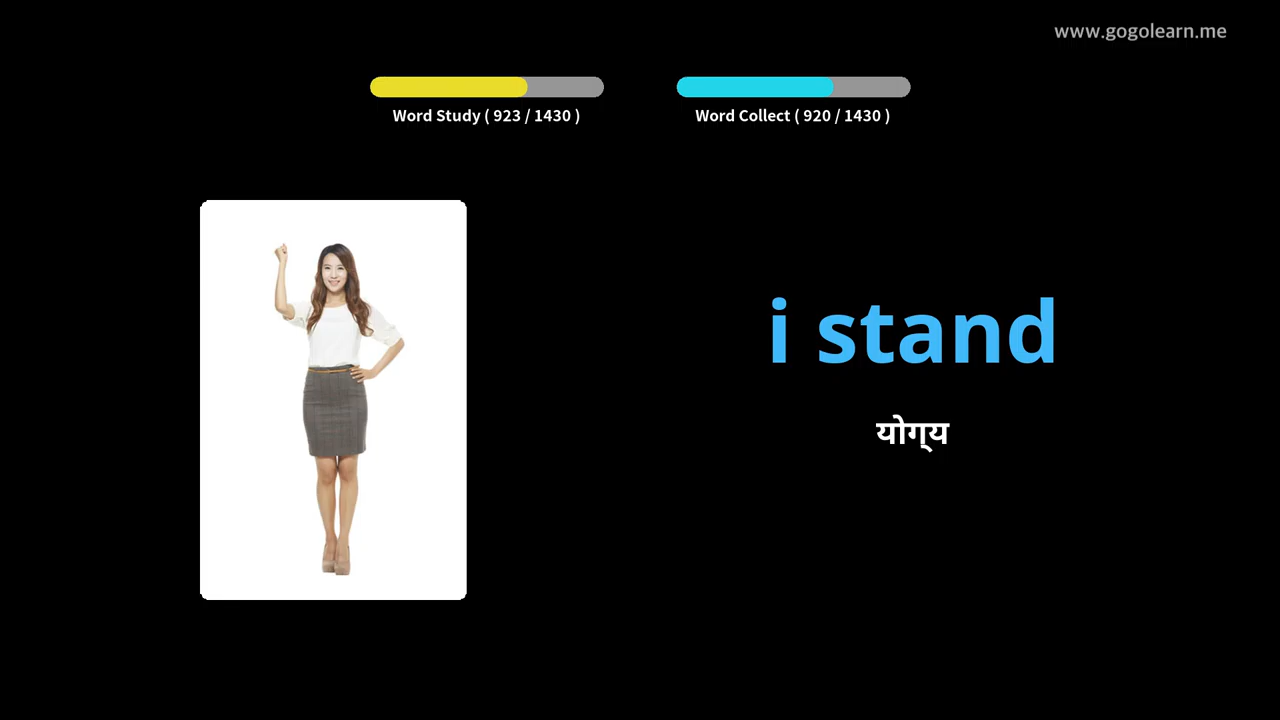 www.gogolearn.me
Word Study ( 923 / 1430 )
Word Collect ( 920 / 1430 )
i stand
योग्य